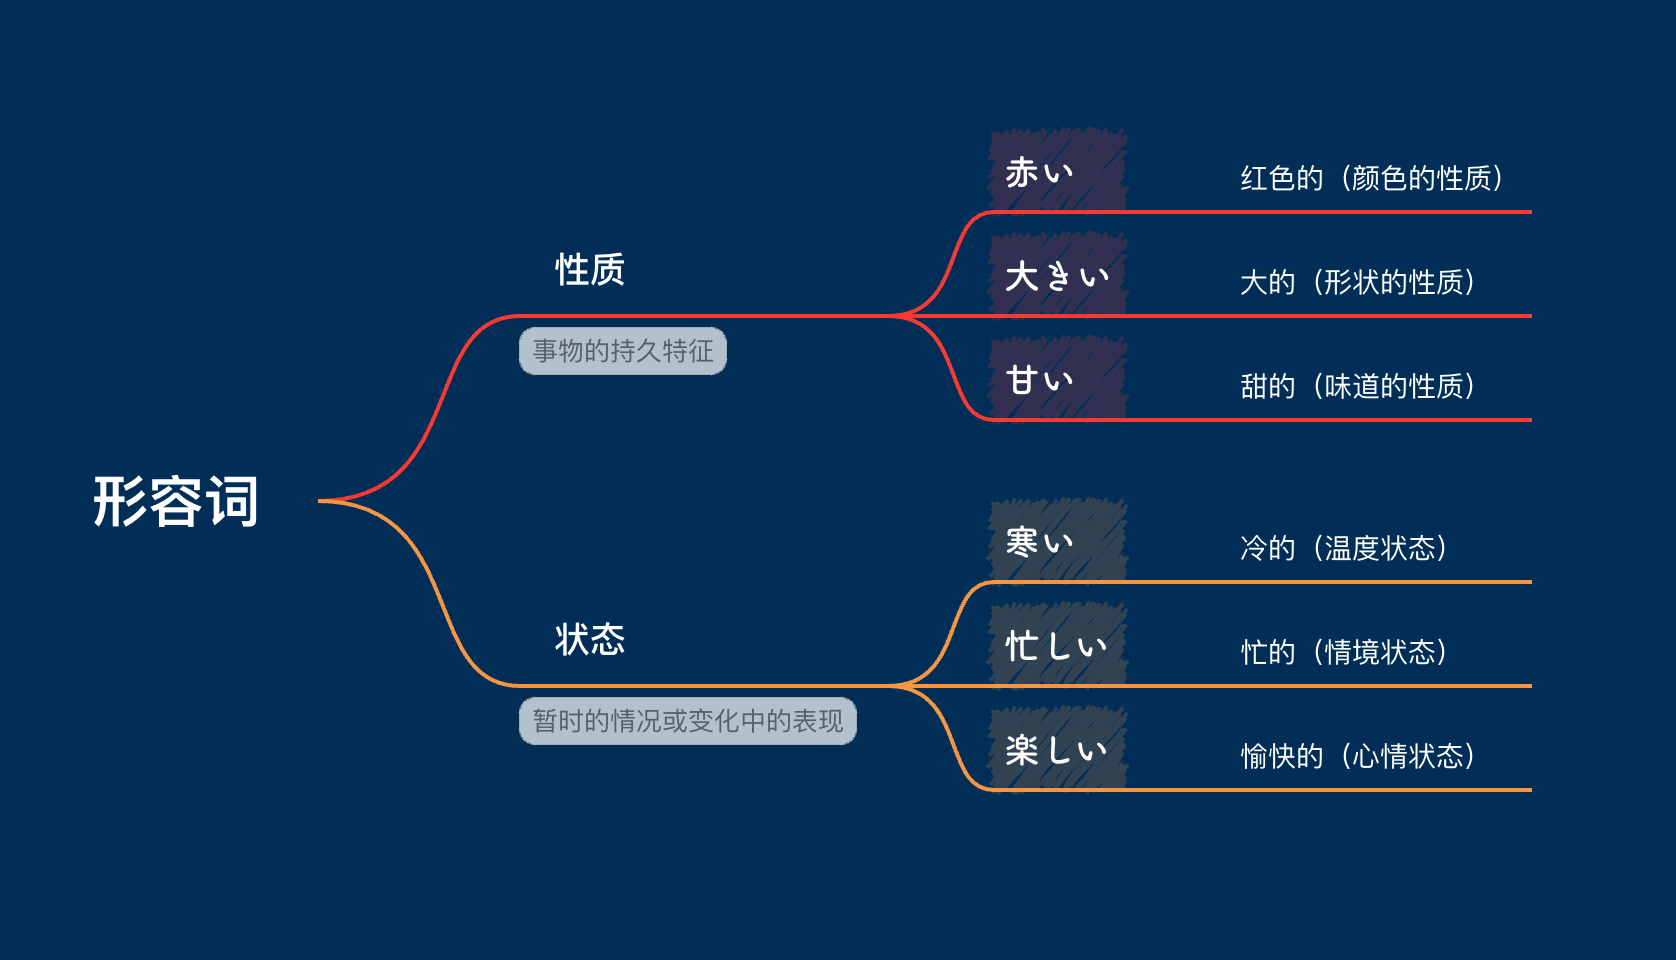 形容词
性质
事物的持久特征
赤い
红色的（颜色的性质）
大きい
大的（形状的性质）
甘い
甜的（味道的性质）
状态
暂时的情况或变化中的表现
寒い
冷的（温度状态）
忙しい
忙的（情境状态）
楽しい
愉快的（心情状态）